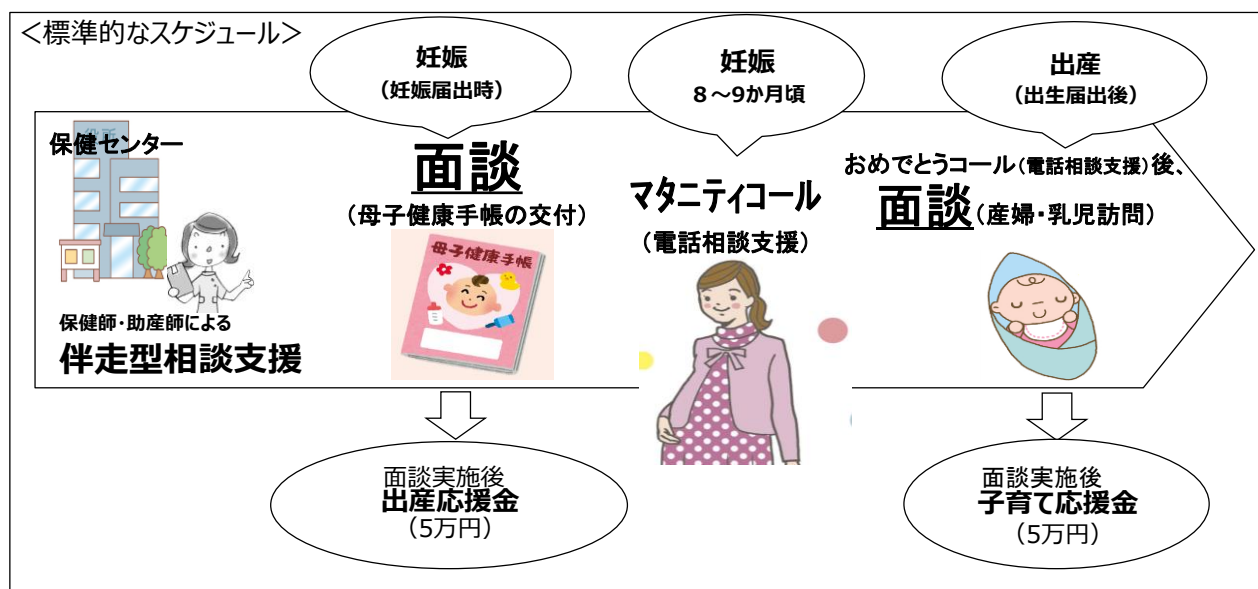 ＜標準的なスケジュール＞
妊娠
（妊娠届出時）
妊娠
８～９か月頃
出産
（出生届出後）
役所
保健センター
保健師・助産師による
伴走型相談支援
面談
（母子健康手帳の交付）
母子健康手帳
マタニティコール
（電話相談支援）
おめでとうコール（電話相談支援）後、
面談（産婦・乳児訪問）
面談実施後
出産応援金
（5万円）
面談実施後
子育て応援金
（5万円）